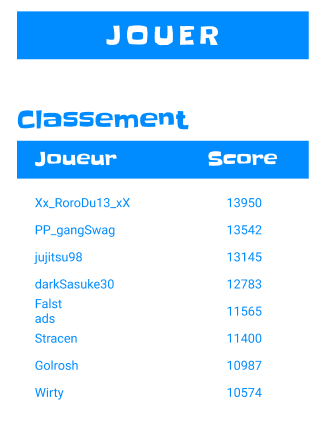 JOUER
Classement
Joueur Score
Xx_RoroDu13_xX 13950
PP_gangSwag 13542
jujitsu98 13145
darkSasuke30 12783
Falst
ads 11565
Stracen 11400
Golrosh 10987
Wirty 10574